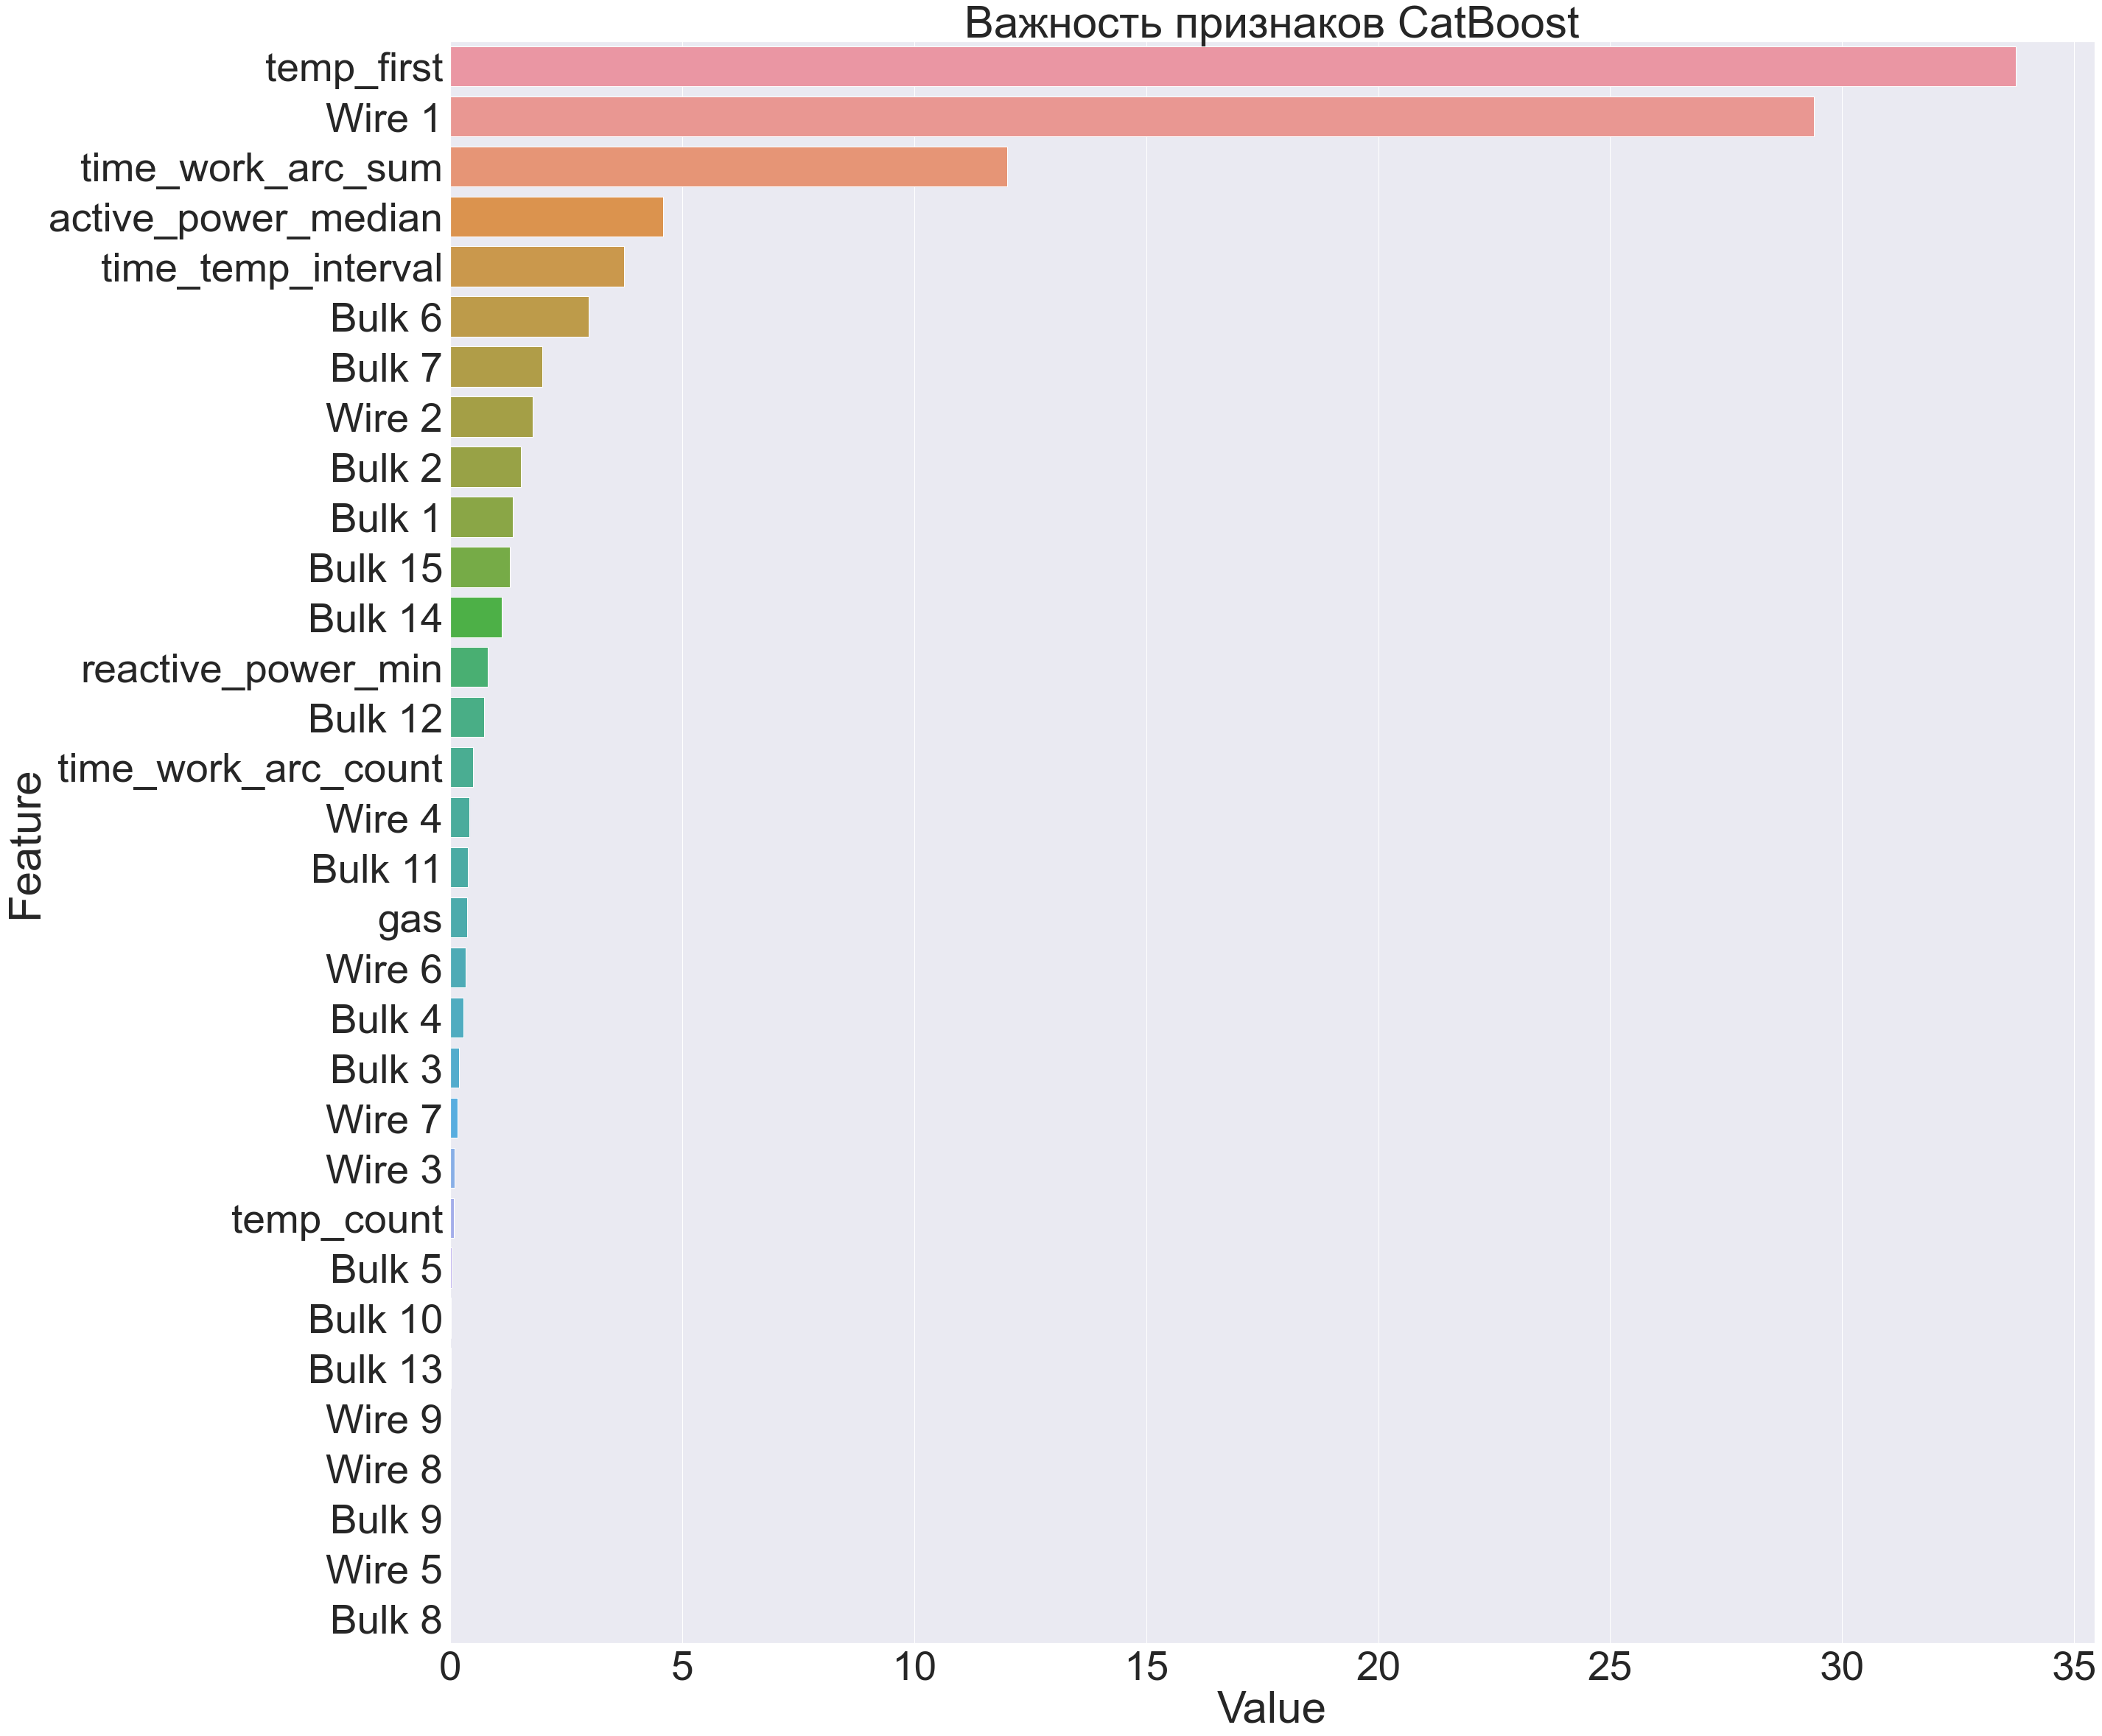 Важность признаков CatBoost
temp_first
Wire 1
time_work_arc_sum
active_power_median
time_temp_interval
Bulk 6
Bulk 7
Wire 2
Bulk 2
Bulk 1
Bulk 15
Bulk 14
reactive_power_min
Bulk 12
time_work_arc_count
Wire 4
Bulk 11
gas
Wire 6
Bulk 4
Bulk 3
Wire 7
Wire 3
temp_count
Bulk 5
Bulk 10
Bulk 13
Wire 9
Wire 8
Bulk 9
Wire 5
Bulk 8
Feature
0 5 10 15 20 25 30 35
Value